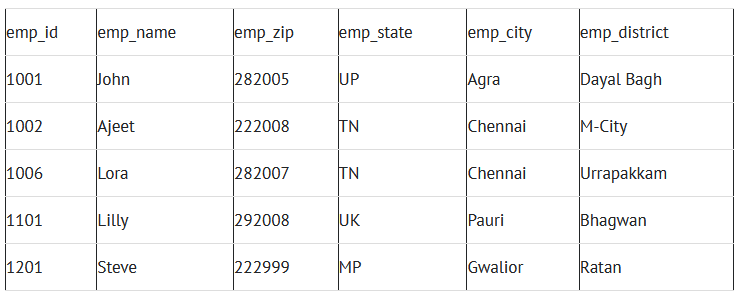 emp_id emp_name emp_zip emp_state emp_city emp_district
1001 John 282005 UP Agra Dayal Bagh
1002 Ajeet 222008 TN Chennai M-City
1006 Lora 282007 TN Chennai Urrapakkam
1101 Lilly 292008 UK Pauri Bhagwan
1201 Steve 222999 MP Gwalior Ratan